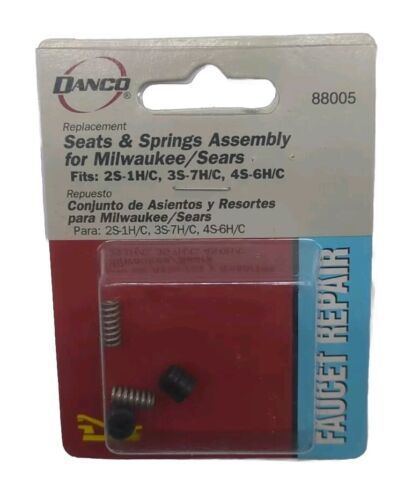 DANCO®
88005
Replacement
Seats & Springs Assembly
for Milwaukee/Sears
Fits: 2S-1H/C, 3S-7H/C, 4S-6H/C
Repuesto
Conjunto de Asientos y Resortes
para Milwaukee/Sears
Para: 2S-1H/C, 3S-7H/C, 4S-6H/C
FAUCET REPAIR